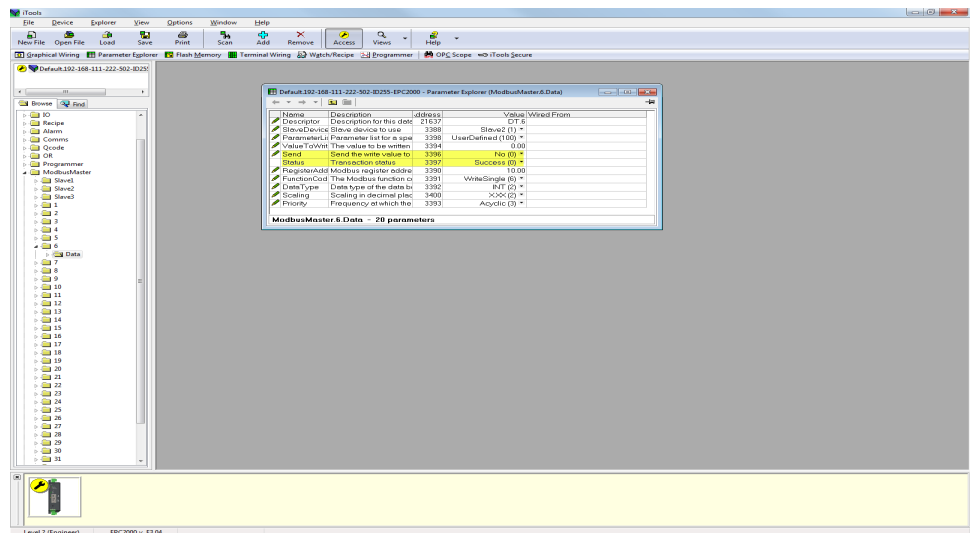 iTools
File Device Explorer View Options Window Help
New File Open File Load Save Print Scan Add Remove Access Views Help
Graphical Wiring Parameter Explorer Flash Memory Terminal Wiring Watch/Recipe Programmer OPC Scope iTools Secure
Default.192-168-111-222-502-ID255
Browse Find
IO
Recipe
Alarm
Comms
Qcode
OR
Programmer
ModbusMaster
Slave1
Slave2
Slave3
1
2
3
4
5
6
Data
7
8
9
10
11
12
13
14
15
16
17
18
19
20
21
22
23
24
25
26
27
28
29
30
31
Default.192-168-111-222-502-ID255-EPC2000 - Parameter Explorer (ModbusMaster.6.Data)
Name Description ddress Value Wired From
Descriptor Description for this date 21637 DT.6
SlaveDevice Slave device to use 3388 Slave2 (1)
ParameterLi Parameter list for a spe 3398 UserDefined (100)
ValueToWrit The value to be written 3394 0.00
Send Send the write value to 3396 No (0)
Status Transaction status 3397 Success (0)
RegisterAdd Modbus register addre 3390 10.00
FunctionCod The Modbus function c 3391 WriteSingle (6)
DataType Data type of the data b 3392 INT (2)
Scaling Scaling in decimal plac 3400 X.XX (2)
Priority Frequency at which the 3393 Acyclic (3)
ModbusMaster.6.Data - 20 parameters
Level 2 (Engineer) EPC2000 v. E3.04